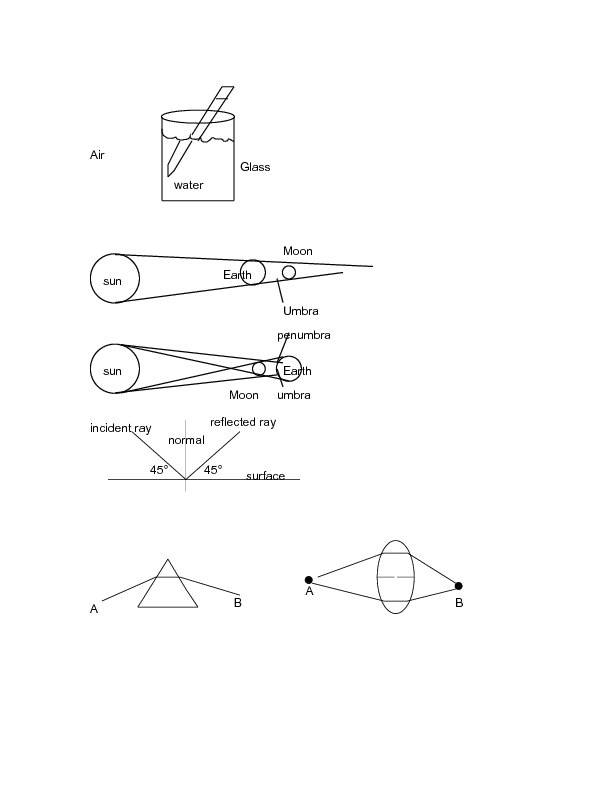 Air
Glass
water
Moon
sun
Earth
Umbra
penumbra
sun
Earth
Moon
umbra
incident ray
reflected ray
normal
45°
45°
surface
A
B
A
B